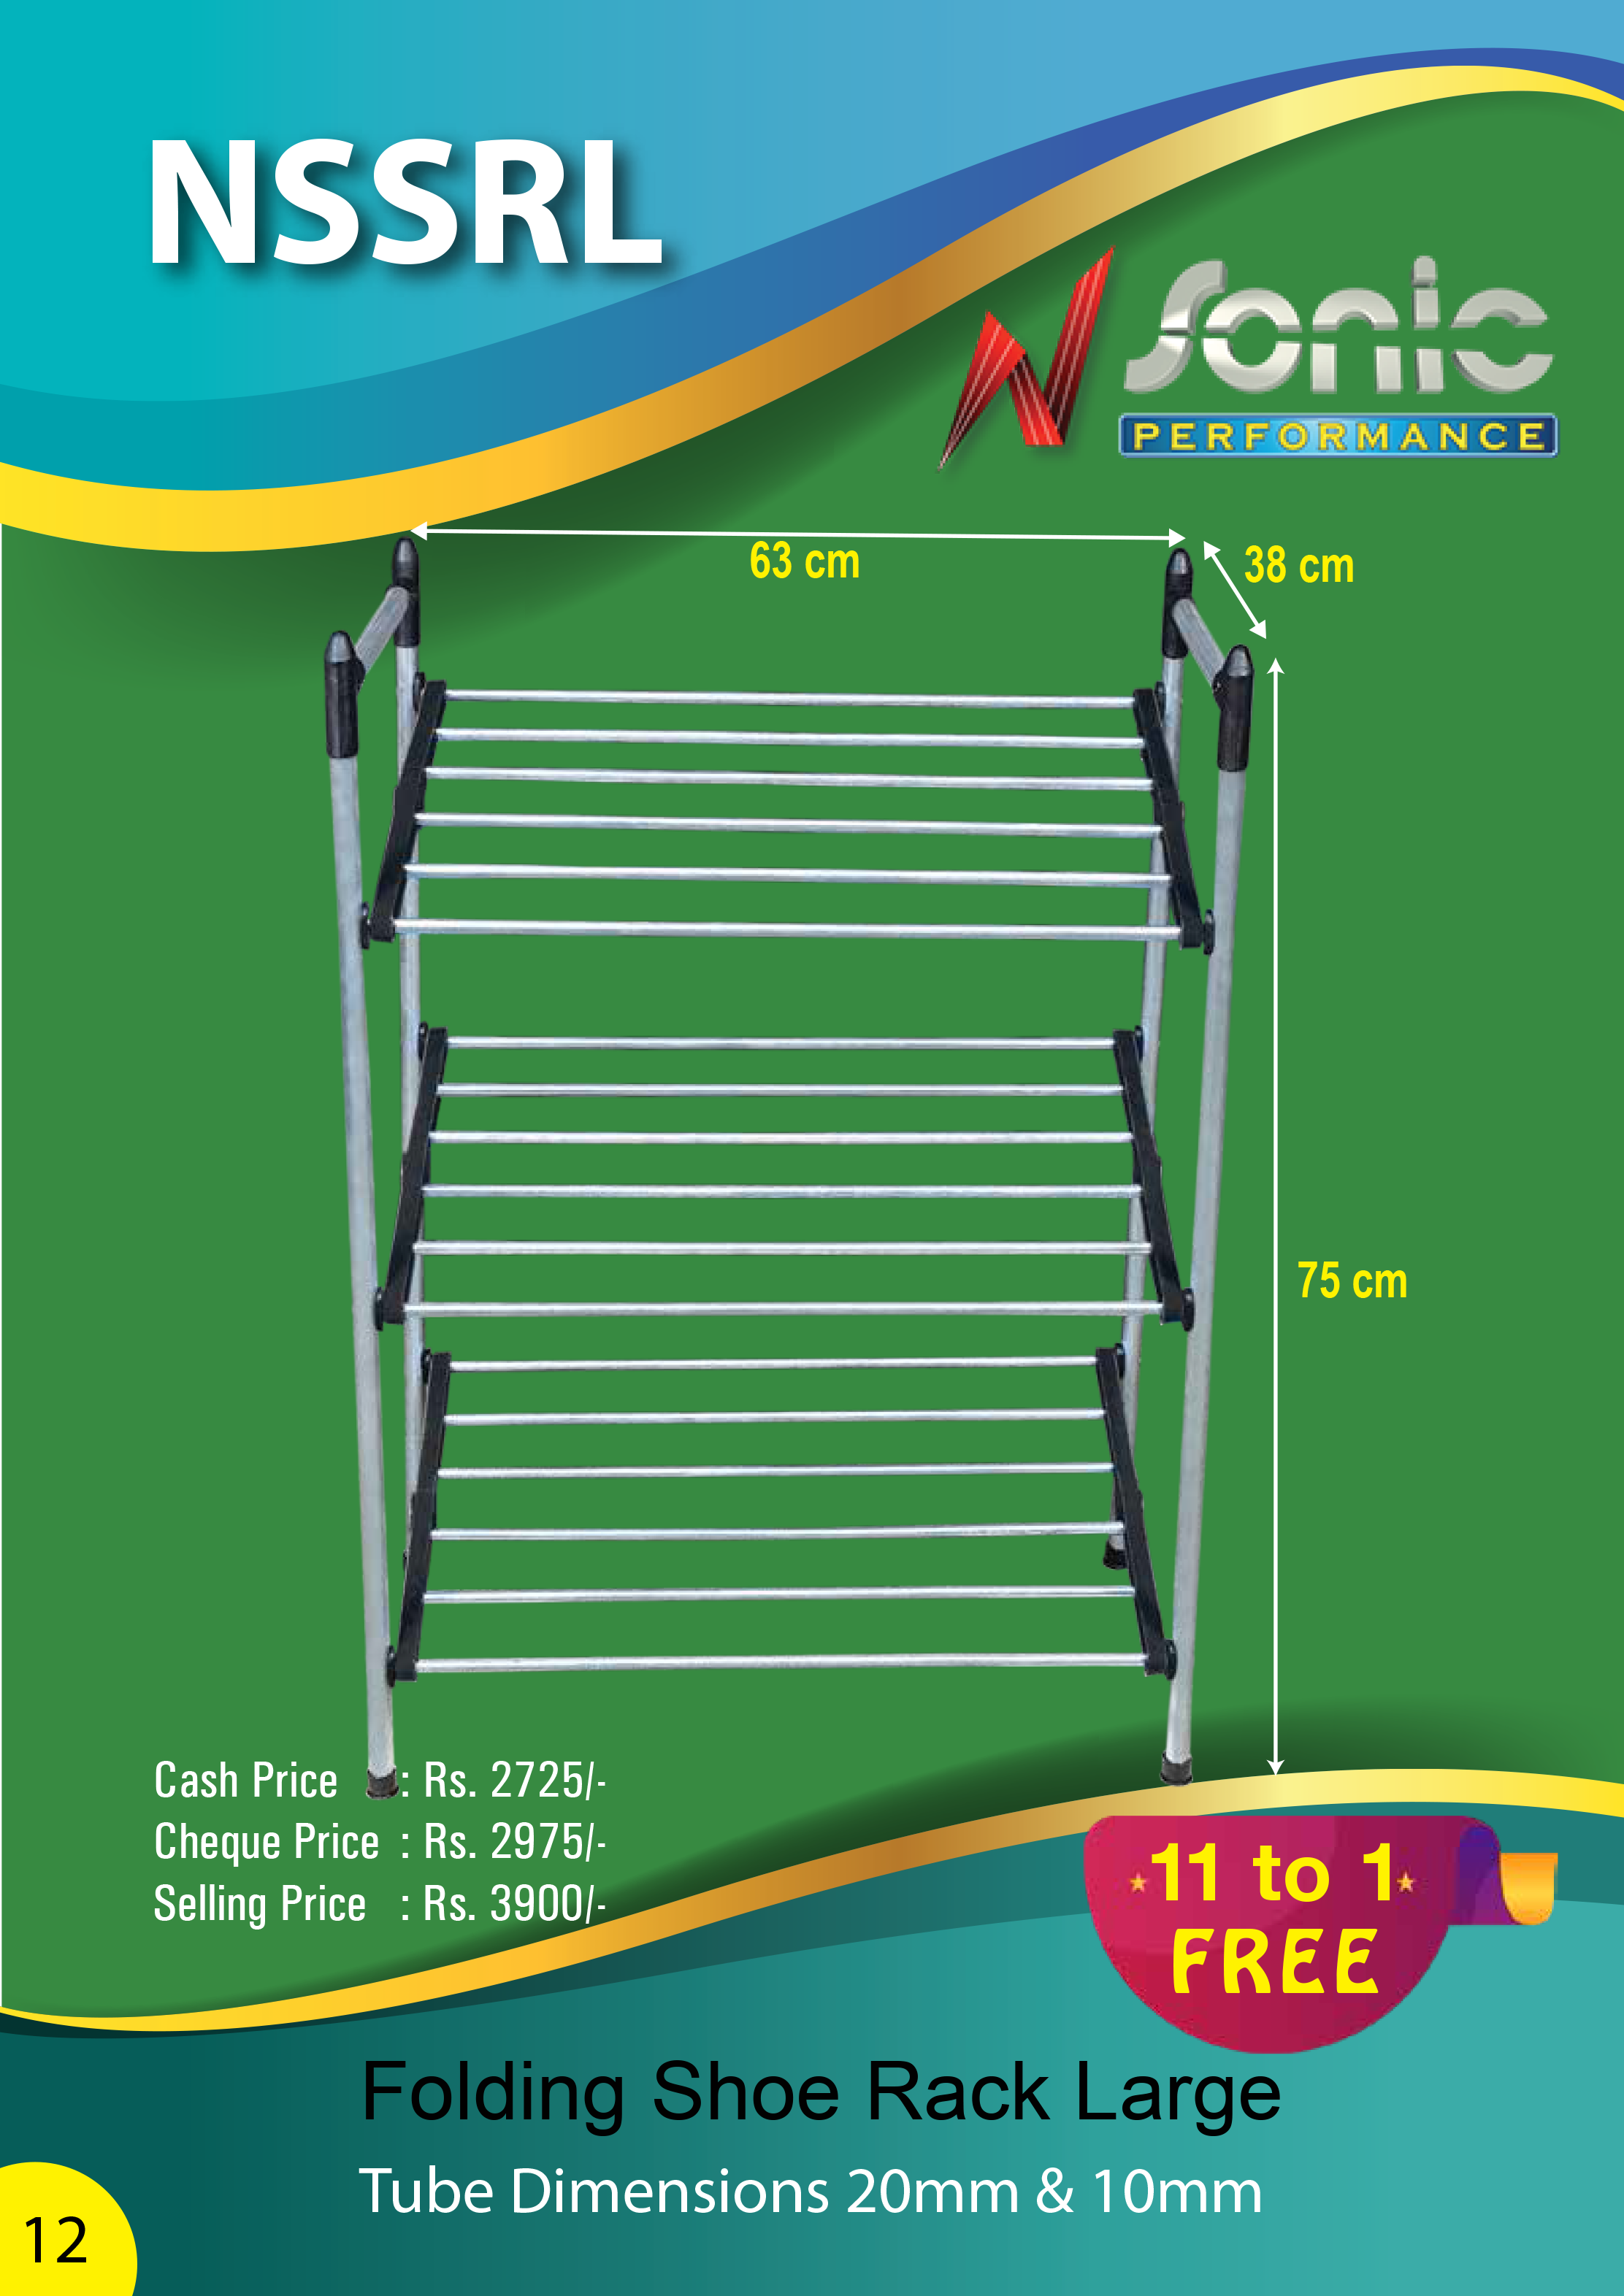 NSSRL
N Sonic
PERFORMANCE
63 cm
38 cm
75 cm
Cash Price : Rs. 2725/-
Cheque Price : Rs. 2975/-
Selling Price : Rs. 3900/-
11 to 1
FREE
Folding Shoe Rack Large
Tube Dimensions 20mm & 10mm
12